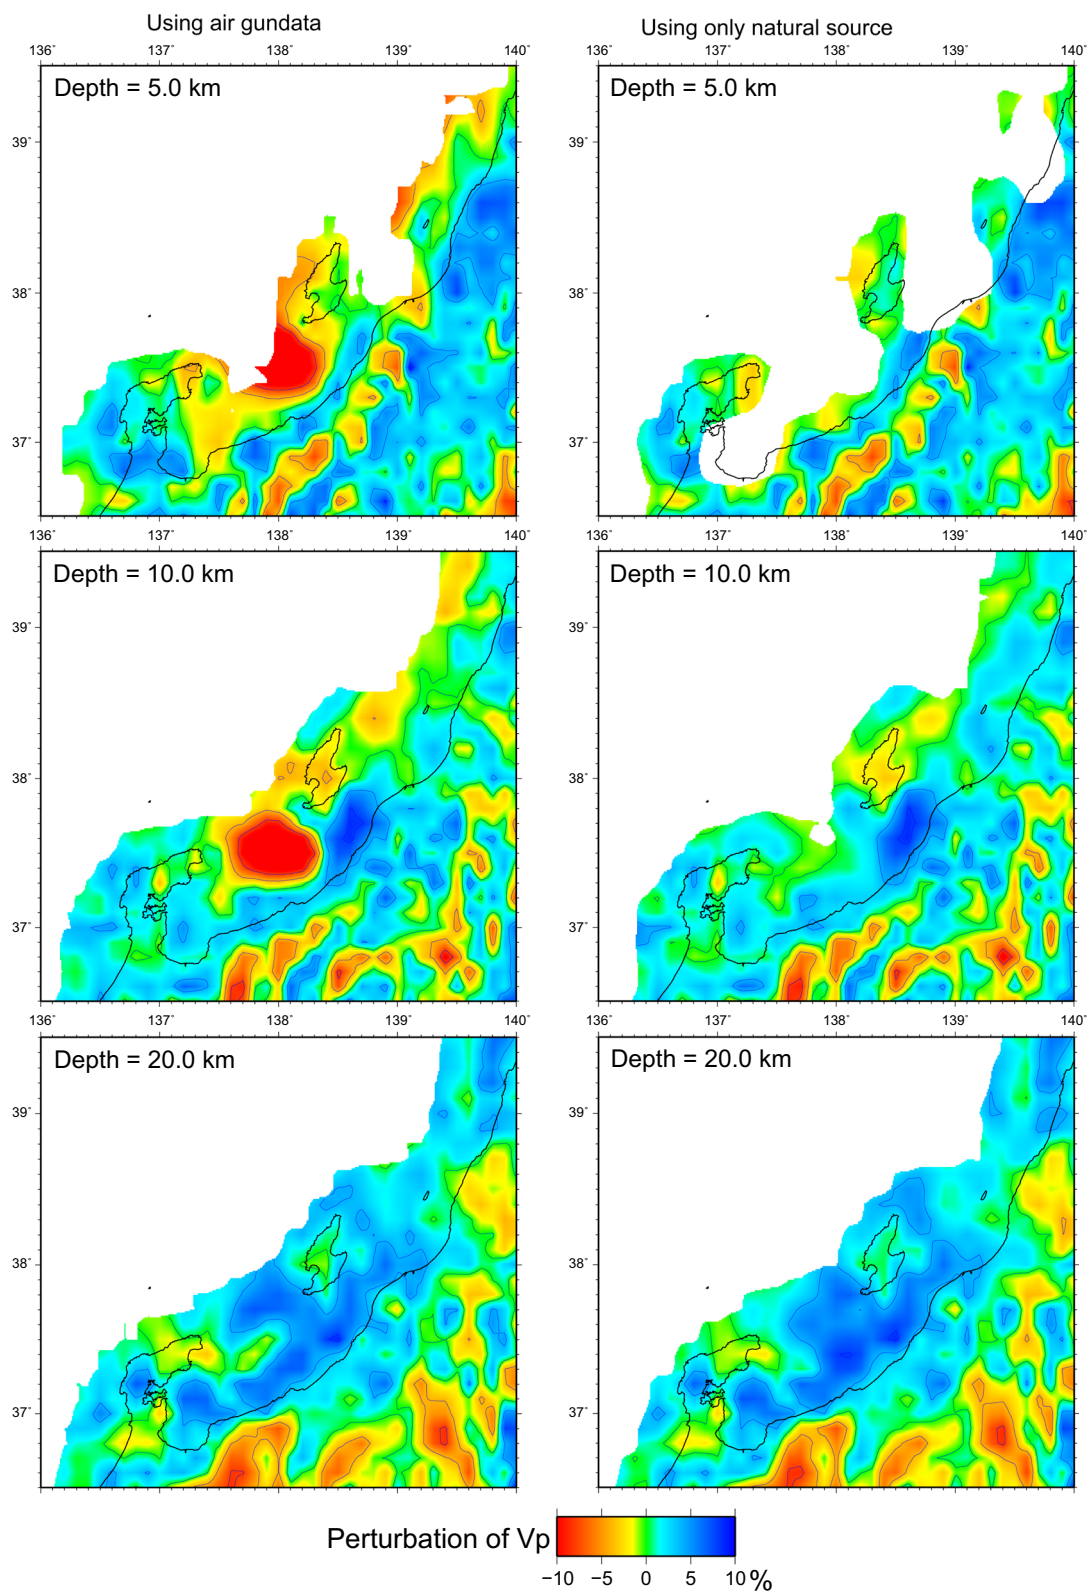 Using air gundata
Using only natural source
136° 137° 138° 139° 140°
136° 137° 138° 139° 140°
Depth = 5.0 km
Depth = 5.0 km
39°
39°
38°
38°
37°
37°
136° 137° 138° 139° 140°
136° 137° 138° 139° 140°
Depth = 10.0 km
Depth = 10.0 km
39°
39°
38°
38°
37°
37°
136° 137° 138° 139° 140°
136° 137° 138° 139° 140°
Depth = 20.0 km
Depth = 20.0 km
39°
39°
38°
38°
37°
37°
Perturbation of Vp
−10 −5 0 5 10 %